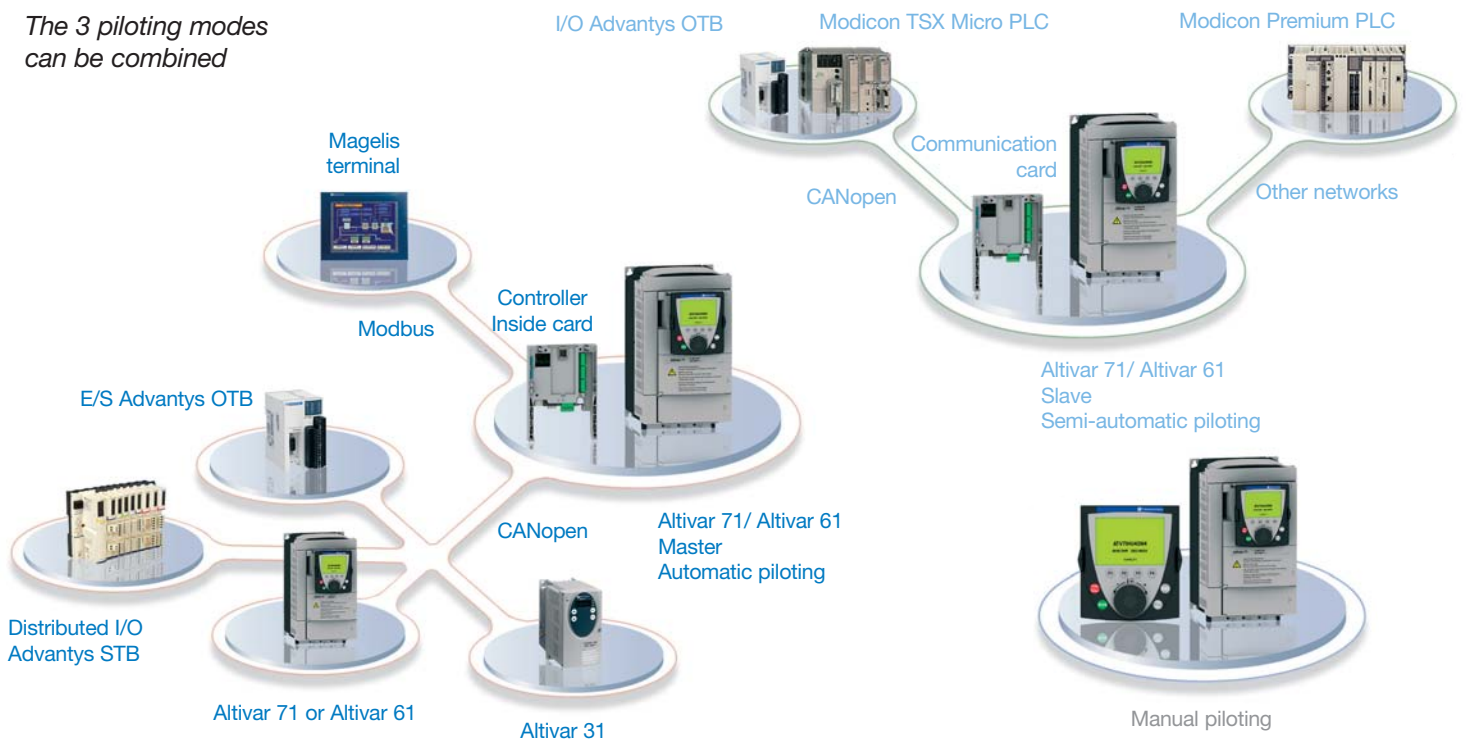 The 3 piloting modes
can be combined
I/O Advantys OTB
Modicon TSX Micro PLC
Modicon Premium PLC
Magelis
terminal
Communication
card
CANopen
Other networks
Controller
Inside card
Modbus
E/S Advantys OTB
Altivar 71/ Altivar 61
Slave
Semi-automatic piloting
CANopen
Altivar 71/ Altivar 61
Master
Automatic piloting
Distributed I/O
Advantys STB
Altivar 71 or Altivar 61
Altivar 31
Manual piloting